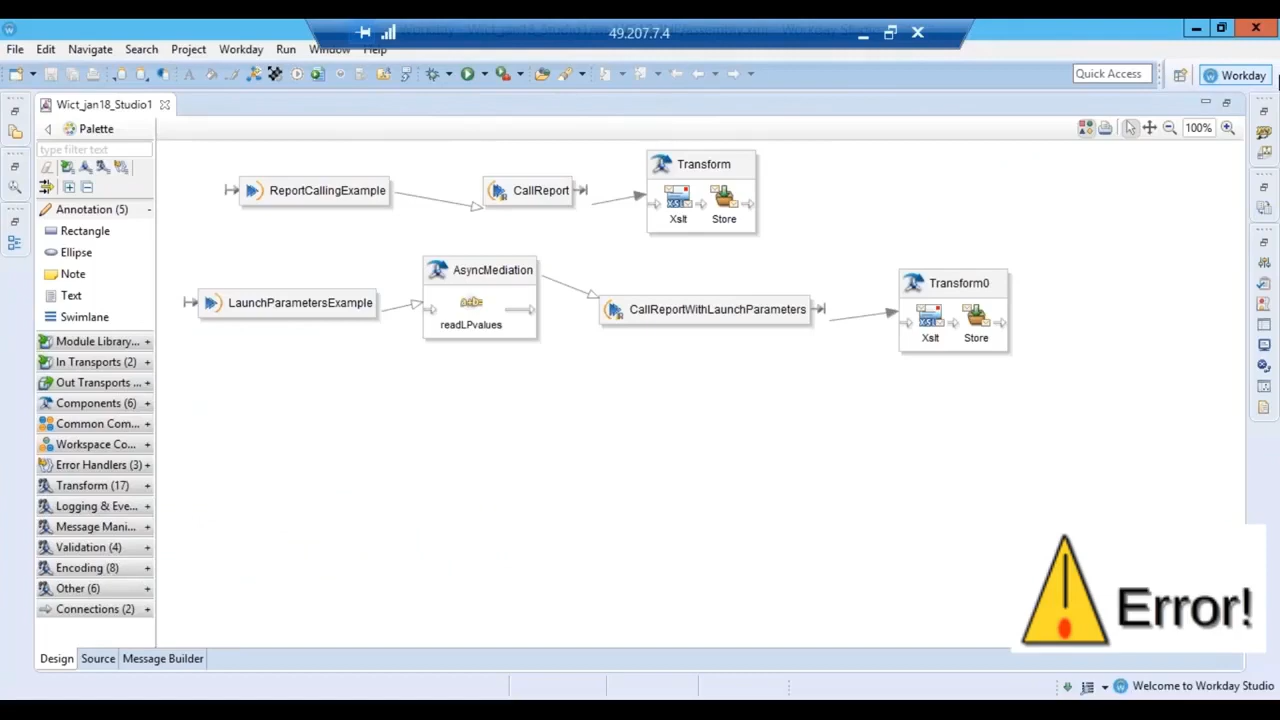 49.207.7.4
File Edit Navigate Search Project Workday Run Window Help
Quick Access
Workday
Wict_jan18_Studio1
Palette
100%
type filter text
Annotation (5) -
Rectangle
Ellipse
Note
Text
Swimlane
Module Library... +
In Transports (2) +
Out Transports ... +
Components (6) +
Common Com... +
Workspace Co... +
Error Handlers (3) +
Transform (17) +
Logging & Eve... +
Message Mani... +
Validation (4) +
Encoding (8) +
Other (6) +
Connections (2) +
ReportCallingExample
CallReport
Transform
Xslt Store
LaunchParametersExample
AsyncMediation
readLPvalues
CallReportWithLaunchParameters
Transform0
Xslt Store
Error!
Design Source Message Builder
Welcome to Workday Studio